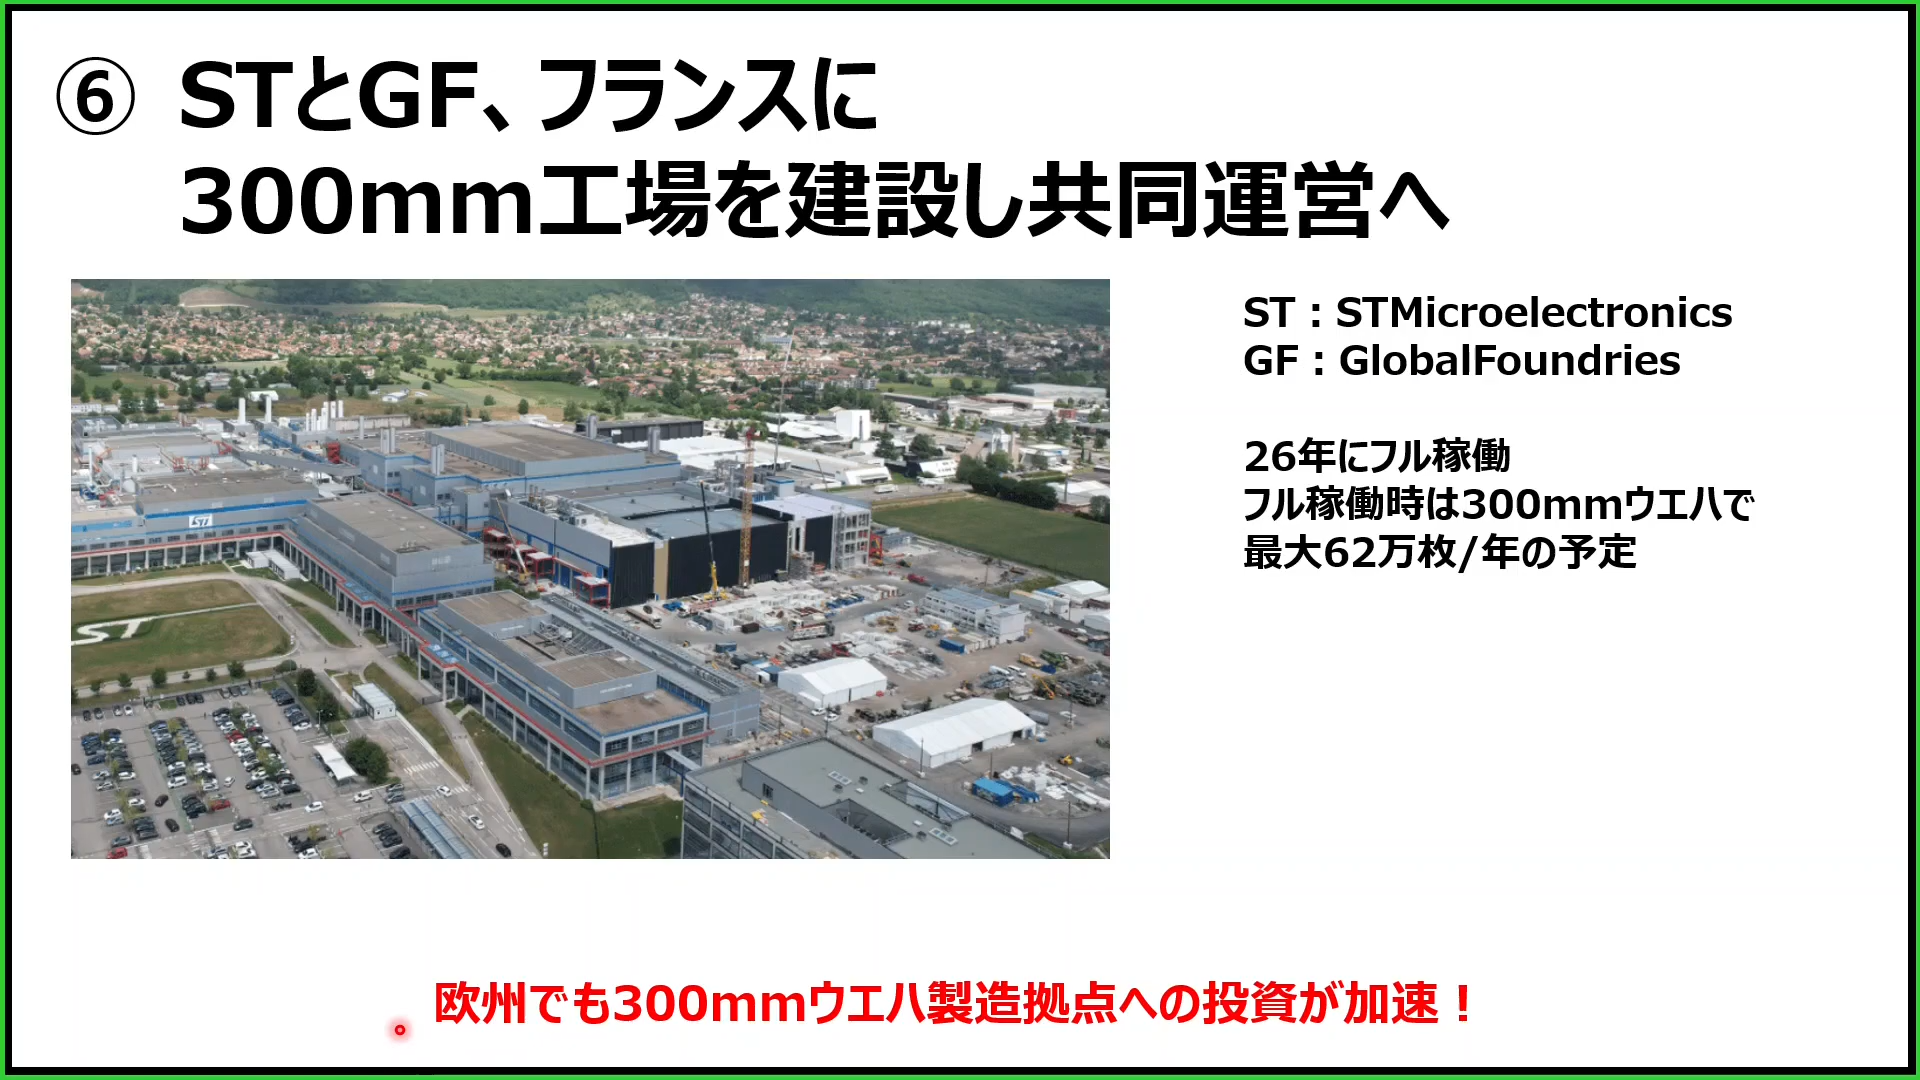 ⑥ STとGF、フランスに
300mm工場を建設し共同運営へ
ST：STMicroelectronics
GF：GlobalFoundries
26年にフル稼働
フル稼働時は300mmウエハで
最大62万枚/年の予定
ST
ST
欧州でも300mmウエハ製造拠点への投資が加速！